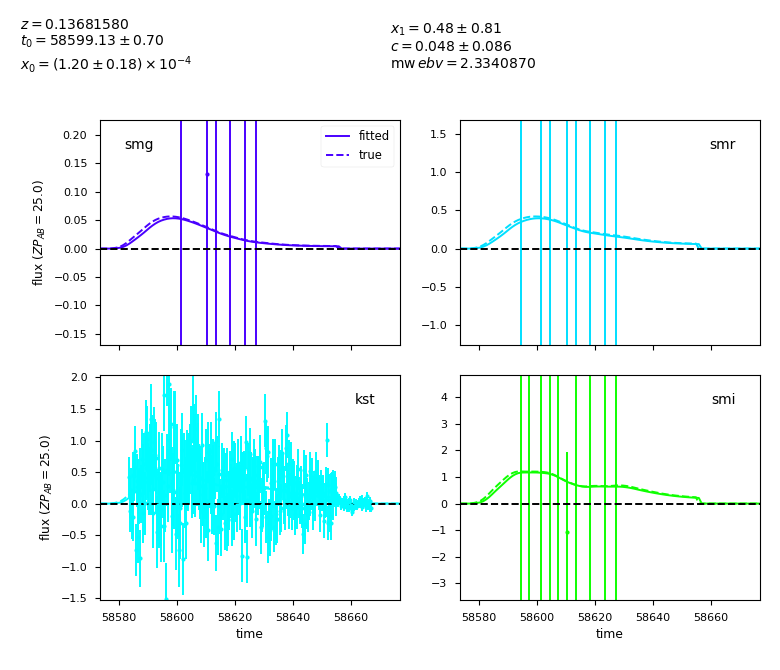 z = 0.13681580
t₀ = 58599.13 ± 0.70
x₀ = (1.20 ± 0.18) × 10⁻⁴
x₁ = 0.48 ± 0.81
c = 0.048 ± 0.086
mw ebv = 2.3340870
smg
fitted
true
0.20
0.15
0.10
0.05
0.00
−0.05
−0.10
−0.15
flux (ZP_AB = 25.0)
smr
1.5
1.0
0.5
0.0
−0.5
−1.0
kst
2.0
1.5
1.0
0.5
0.0
−0.5
−1.0
−1.5
flux (ZP_AB = 25.0)
58580 58600 58620 58640 58660
time
smi
4
3
2
1
0
−1
−2
−3
58580 58600 58620 58640 58660
time